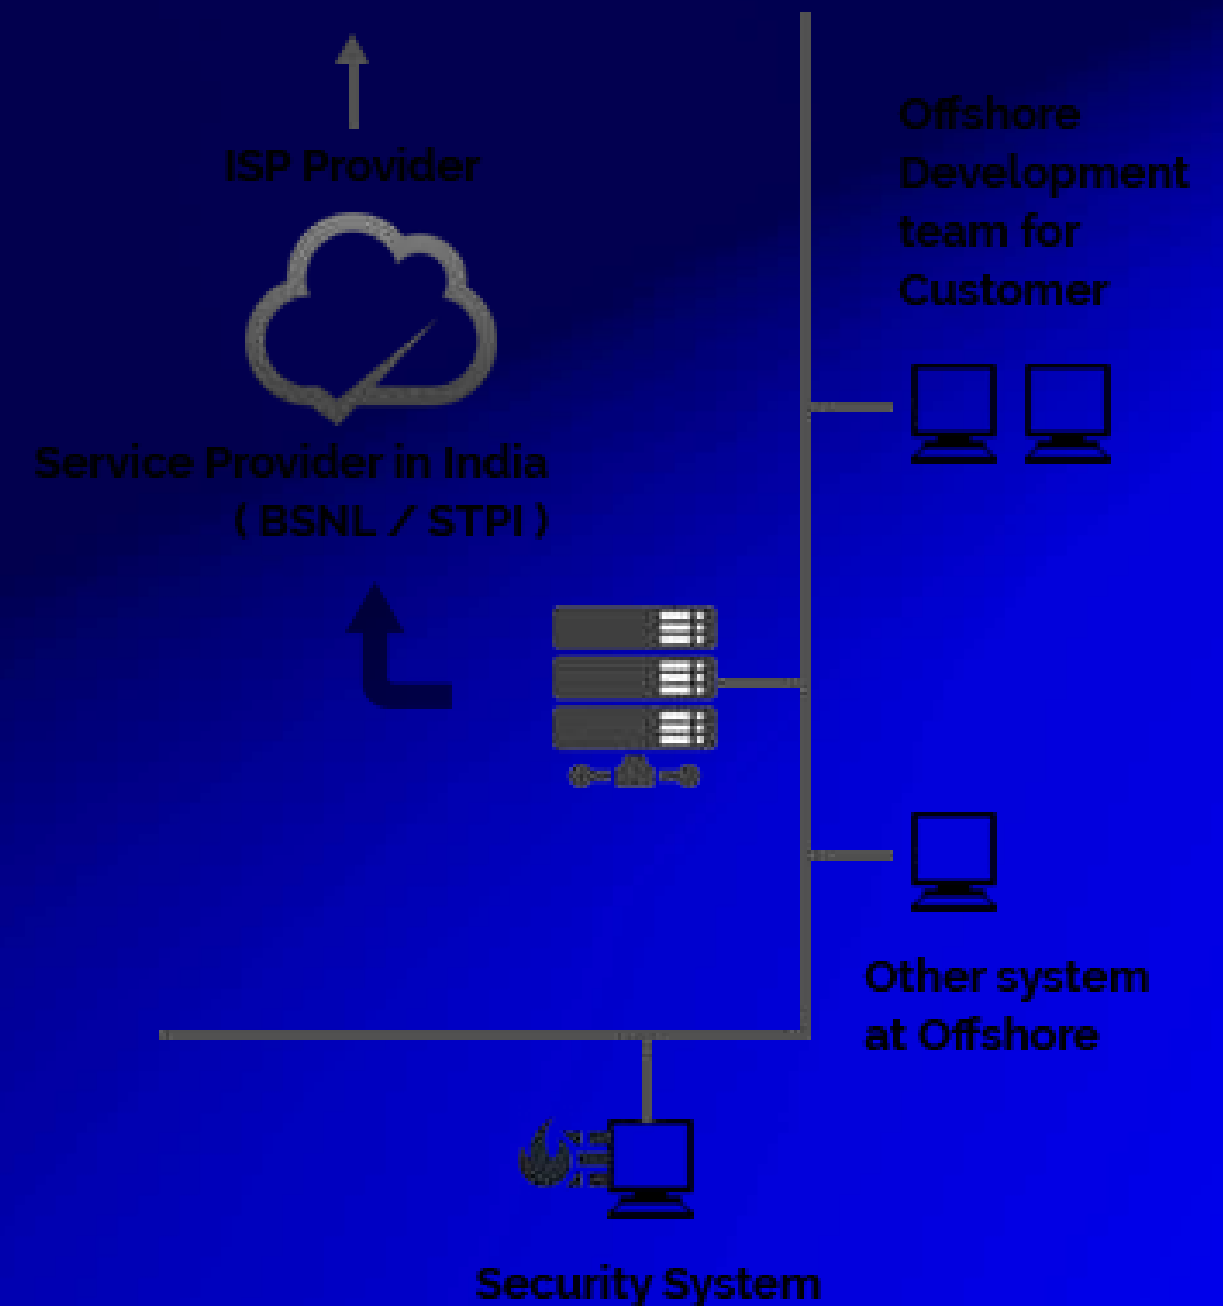 ISP Provider
Service Provider in India
( BSNL / STPI )
Offshore
Development
team for
Customer
Other system
at Offshore
Security System